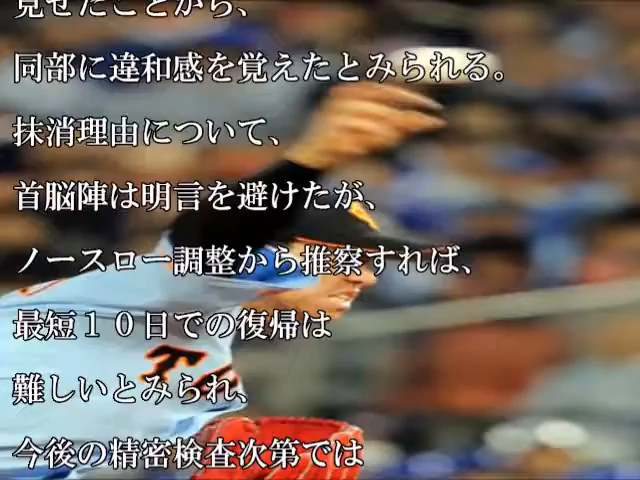 見せたことから、
同部に違和感を覚えたとみられる。
抹消理由について、
首脳陣は明言を避けたが、
ノースロー調整から推察すれば、
最短１０日での復帰は
難しいとみられ、
今後の精密検査次第では